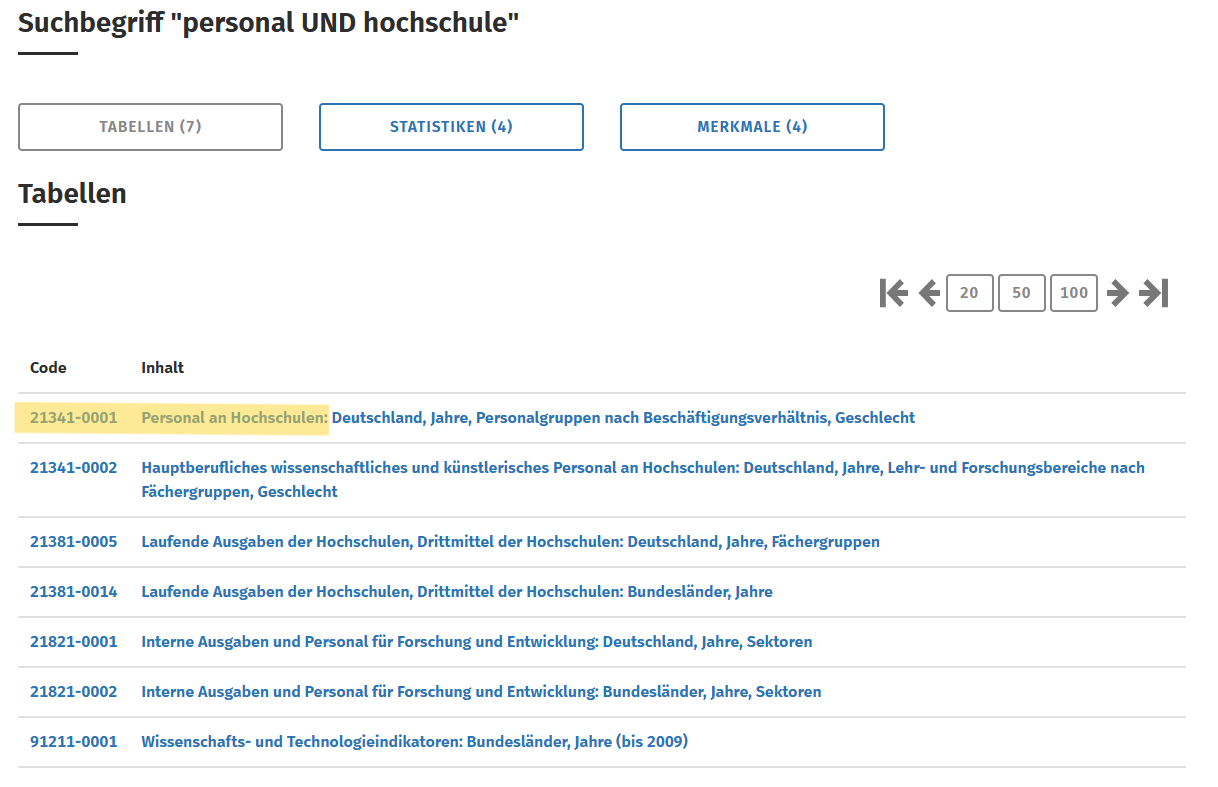 Suchbegriff "personal UND hochschule"
TABELLEN (7)
STATISTIKEN (4)
MERKMALE (4)
Tabellen
20 50 100
Code Inhalt
21341-0001 Personal an Hochschulen: Deutschland, Jahre, Personalgruppen nach Beschäftigungsverhältnis, Geschlecht
21341-0002 Hauptberufliches wissenschaftliches und künstlerisches Personal an Hochschulen: Deutschland, Jahre, Lehr- und Forschungsbereiche nach
Fächergruppen, Geschlecht
21381-0005 Laufende Ausgaben der Hochschulen, Drittmittel der Hochschulen: Deutschland, Jahre, Fächergruppen
21381-0014 Laufende Ausgaben der Hochschulen, Drittmittel der Hochschulen: Bundesländer, Jahre
21821-0001 Interne Ausgaben und Personal für Forschung und Entwicklung: Deutschland, Jahre, Sektoren
21821-0002 Interne Ausgaben und Personal für Forschung und Entwicklung: Bundesländer, Jahre, Sektoren
91211-0001 Wissenschafts- und Technologieindikatoren: Bundesländer, Jahre (bis 2009)